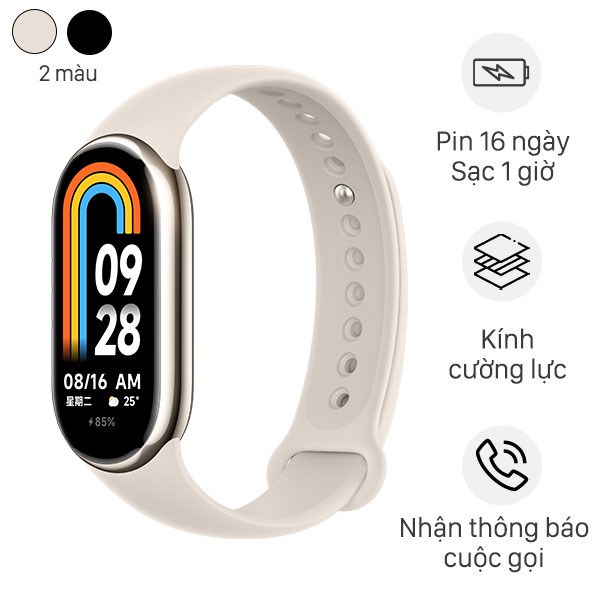 2 màu
Pin 16 ngày
Sạc 1 giờ
09
28
08/16 AM
星期二 25°
85%
Kính
cường lực
Nhận thông báo
cuộc gọi